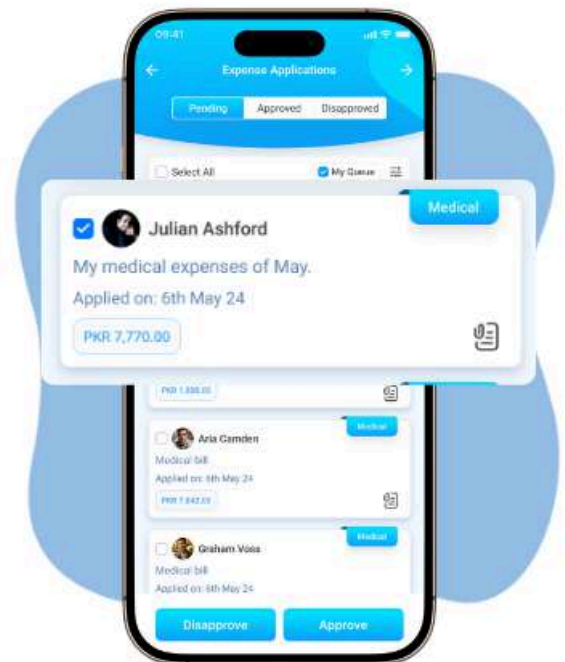 09:41
Expense Applications
Pending Approved Disapproved
Select All My Queue
Medical
Julian Ashford
My medical expenses of May.
Applied on: 6th May 24
PKR 7,770.00
PKR
Medical
Aria Camden
Medical bill
Applied on: 6th May 24
PKR
Medical
Graham Voss
Medical bill
Applied on: 6th May 24
Disapprove Approve